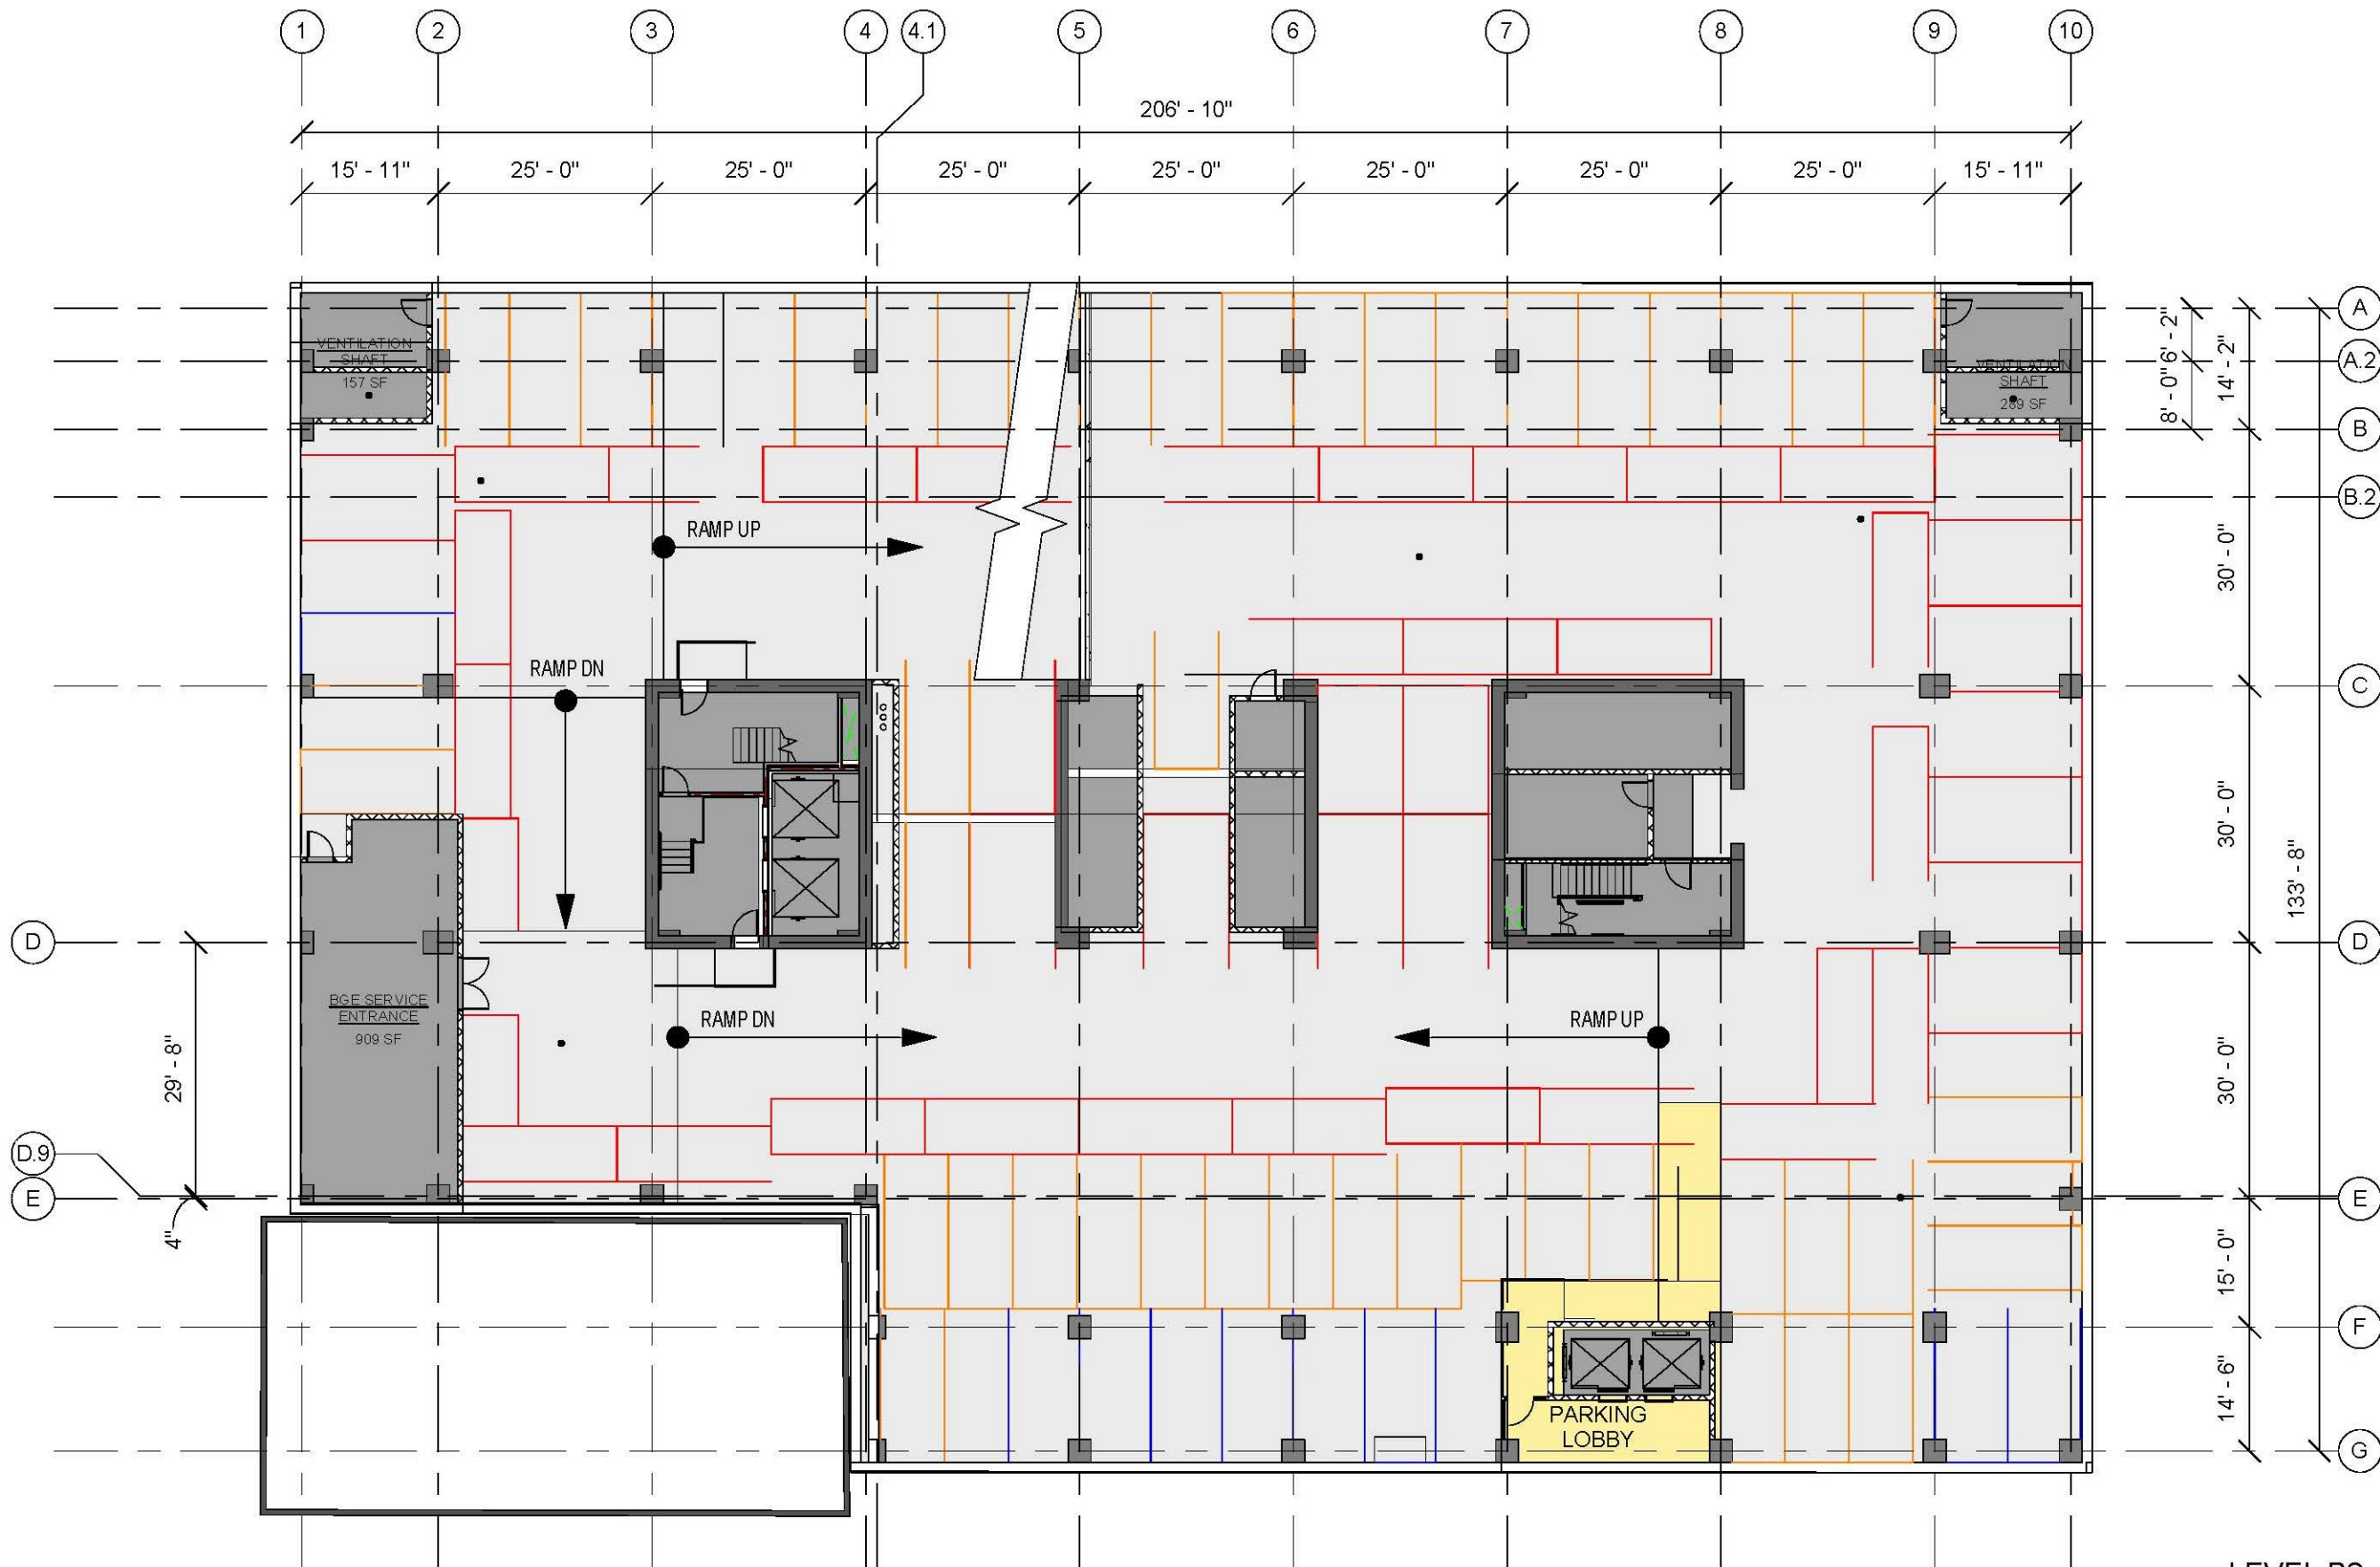 1 2 3 4 4.1 5 6 7 8 9 10
206' - 10"
15' - 11" 25' - 0" 25' - 0" 25' - 0" 25' - 0" 25' - 0" 25' - 0" 25' - 0" 15' - 11"
A
6' - 2"
14' - 2"
VENTILATION
SHAFT
157 SF
A.2
VENTILATION
SHAFT
289 SF
8' - 0"
B
B.2
RAMP UP
30' - 0"
RAMP DN
C
30' - 0"
133' - 8"
D
D
BGE SERVICE
ENTRANCE
909 SF
RAMP DN
RAMP UP
29' - 8"
30' - 0"
D.9
E
E
4"
15' - 0"
F
14' - 6"
PARKING
LOBBY
G